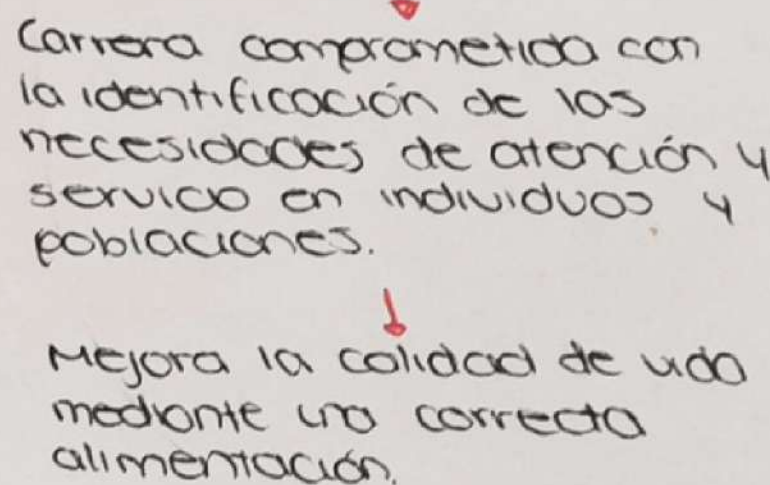 Carrera comprometida con
la identificación de las
necesidades de atención y
servicio en individuos y
poblaciones.
Mejora la calidad de vida
mediante una correcta
alimentación.